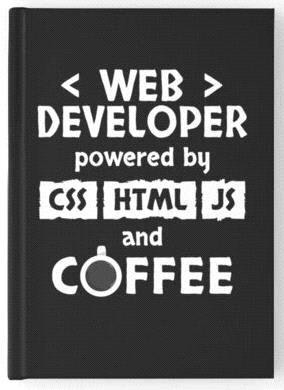 < WEB >
DEVELOPER
powered by
CSS HTML JS
and
COFFEE